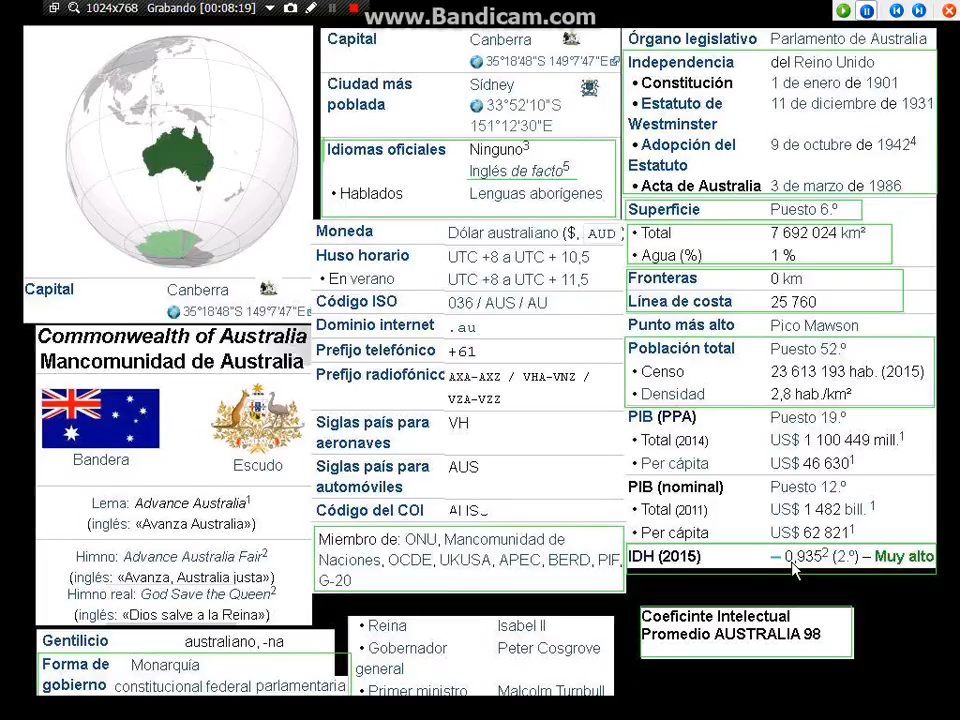 1024x768 Grabando [00:08:19]
www.Bandicam.com
Capital Canberra
35°18′48″S 149°7′47″E
Commonwealth of Australia
Mancomunidad de Australia
Bandera
Escudo
Lema: Advance Australia1
(inglés: «Avanza Australia»)
Himno: Advance Australia Fair2
(inglés: «Avanza, Australia justa»)
Himno real: God Save the Queen2
(inglés: «Dios salve a la Reina»)
Gentilicio australiano, -na
Forma de gobierno Monarquía
constitucional federal parlamentaria
Capital Canberra
35°18′48″S 149°7′47″E
Ciudad más poblada Sídney
33°52′10″S
151°12′30″E
Idiomas oficiales Ninguno3
Inglés de facto5
• Hablados Lenguas aborígenes
Moneda Dólar australiano ($, AUD
Huso horario UTC +8 a UTC + 10,5
• En verano UTC +8 a UTC + 11,5
Código ISO 036 / AUS / AU
Dominio internet .au
Prefijo telefónico +61
Prefijo radiofónico AXA-AXZ / VHA-VNZ /
VZA-VZZ
Siglas país para aeronaves VH
Siglas país para automóviles AUS
Código del COI
Miembro de: ONU, Mancomunidad de
Naciones, OCDE, UKUSA, APEC, BERD, PIF,
G-20
• Reina Isabel II
• Gobernador general Peter Cosgrove
• Primer ministro Malcolm Turnbull
Órgano legislativo Parlamento de Australia
Independencia del Reino Unido
• Constitución 1 de enero de 1901
• Estatuto de Westminster 11 de diciembre de 1931
• Adopción del Estatuto 9 de octubre de 19424
• Acta de Australia 3 de marzo de 1986
Superficie Puesto 6.º
• Total 7 692 024 km²
• Agua (%) 1 %
Fronteras 0 km
Línea de costa 25 760
Punto más alto Pico Mawson
Población total Puesto 52.º
• Censo 23 613 193 hab. (2015)
• Densidad 2,8 hab./km²
PIB (PPA) Puesto 19.º
• Total (2014) US$ 1 100 449 mill.1
• Per cápita US$ 46 6301
PIB (nominal) Puesto 12.º
• Total (2011) US$ 1 482 bill. 1
• Per cápita US$ 62 8211
IDH (2015) 0,9352 (2.º) – Muy alto
Coeficinte Intelectual
Promedio AUSTRALIA 98